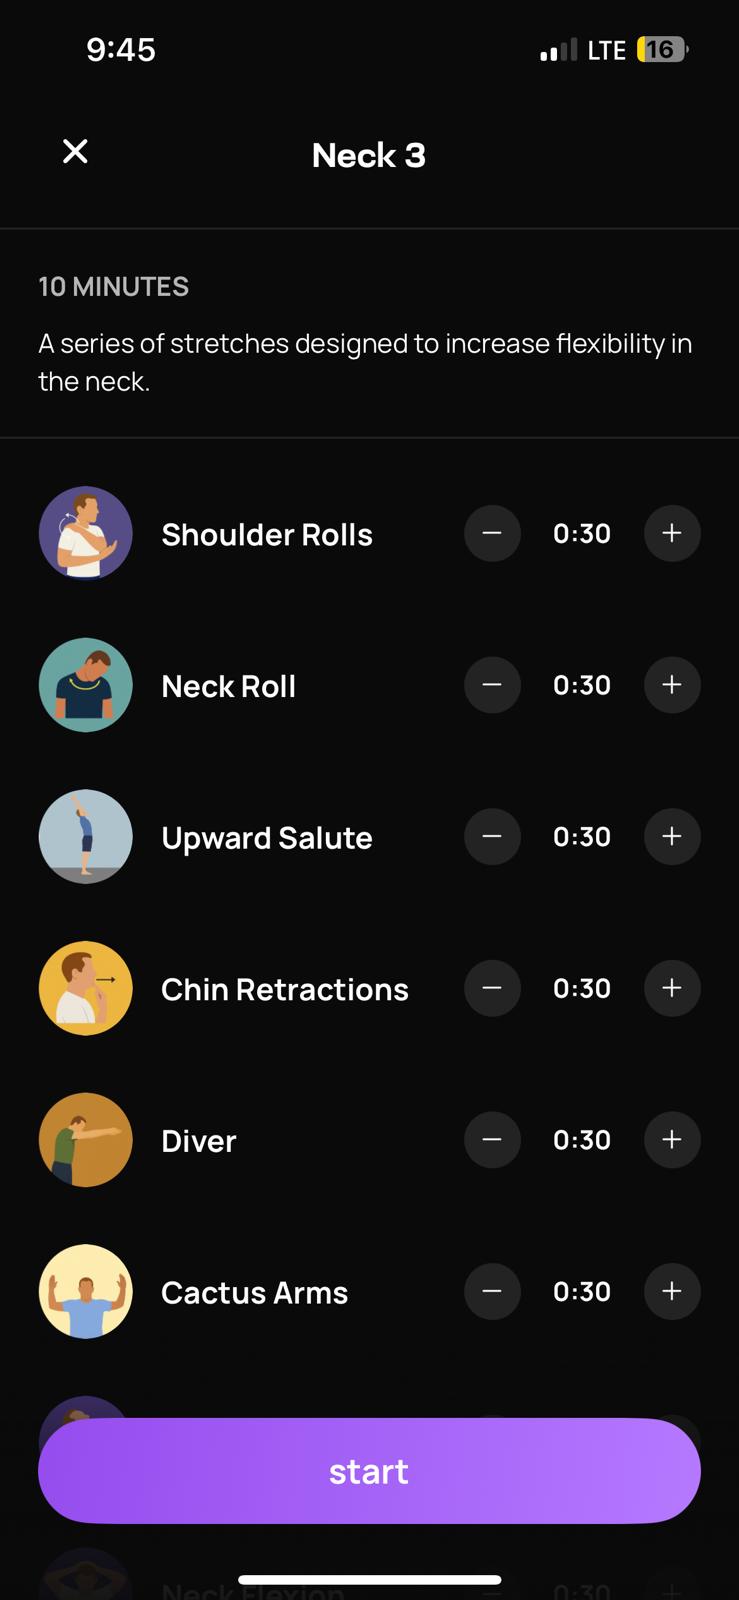 9:45
LTE 16
Neck 3
10 MINUTES
A series of stretches designed to increase flexibility in
the neck.
Shoulder Rolls 0:30
Neck Roll 0:30
Upward Salute 0:30
Chin Retractions 0:30
Diver 0:30
Cactus Arms 0:30
start
Neck Flexion 0:30